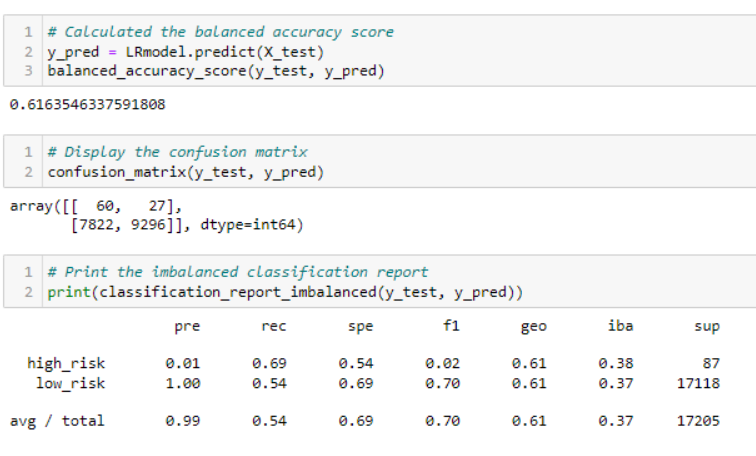 1 # Calculated the balanced accuracy score
2 y_pred = LRmodel.predict(X_test)
3 balanced_accuracy_score(y_test, y_pred)
0.6163546337591808
1 # Display the confusion matrix
2 confusion_matrix(y_test, y_pred)
array([[  60,   27],
       [7822, 9296]], dtype=int64)
1 # Print the imbalanced classification report
2 print(classification_report_imbalanced(y_test, y_pred))
pre rec spe f1 geo iba sup
high_risk 0.01 0.69 0.54 0.02 0.61 0.38 87
low_risk 1.00 0.54 0.69 0.70 0.61 0.37 17118
avg / total 0.99 0.54 0.69 0.70 0.61 0.37 17205